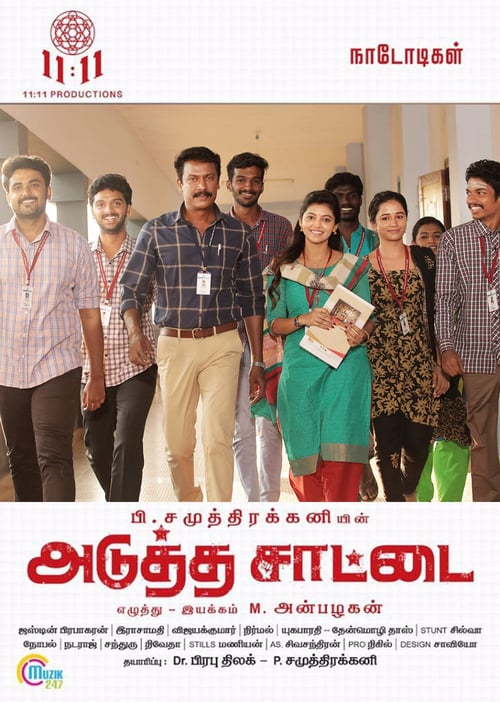 11:11
11:11 PRODUCTIONS
நாடோடிகள்
பி.சமுத்திரக்கனி யின்
அடுத்த சாட்டை
எழுத்து - இயக்கம் M. அன்பழகன்
ஜஸ்டின் பிரபாகரன் | இராசாமதி | விஜயக்குமார் | நிர்மல் | யுகபாரதி – தேன்மொழி தாஸ் | STUNT சில்வா
நோபல் | நடராஜ் | சந்துரு | நிவேதா | STILLS மணியன் | AS. சிவசந்திரன் | PRO நிகில் | DESIGN சாவியோ
தயாரிப்பு : Dr. பிரபு திலக் - P. சமுத்திரக்கனி
MUZIK
247